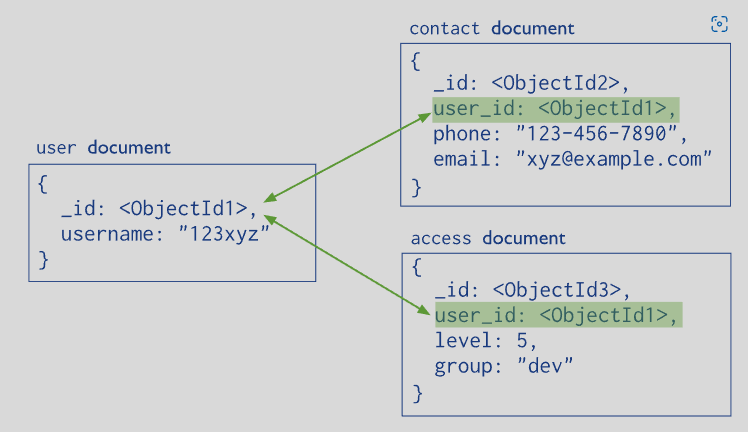 user document
{
_id: <ObjectId1>,
username: "123xyz"
}
contact document
{
_id: <ObjectId2>,
user_id: <ObjectId1>,
phone: "123-456-7890",
email: "xyz@example.com"
}
access document
{
_id: <ObjectId3>,
user_id: <ObjectId1>,
level: 5,
group: "dev"
}